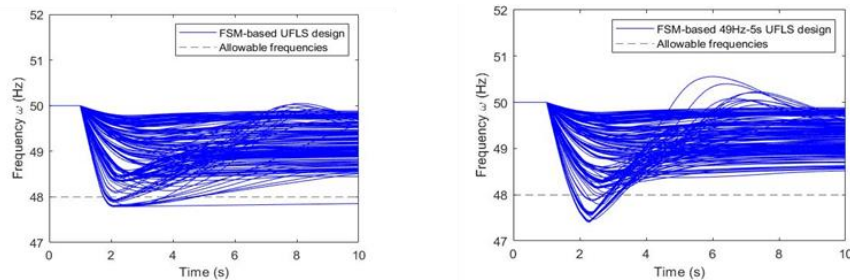 FSM-based UFLS design
Allowable frequencies
Frequency ω (Hz)
52
51
50
49
48
47
0 2 4 6 8 10
Time (s)
FSM-based 49Hz-5s UFLS design
Allowable frequencies
Frequency ω (Hz)
52
51
50
49
48
47
0 2 4 6 8 10
Time (s)